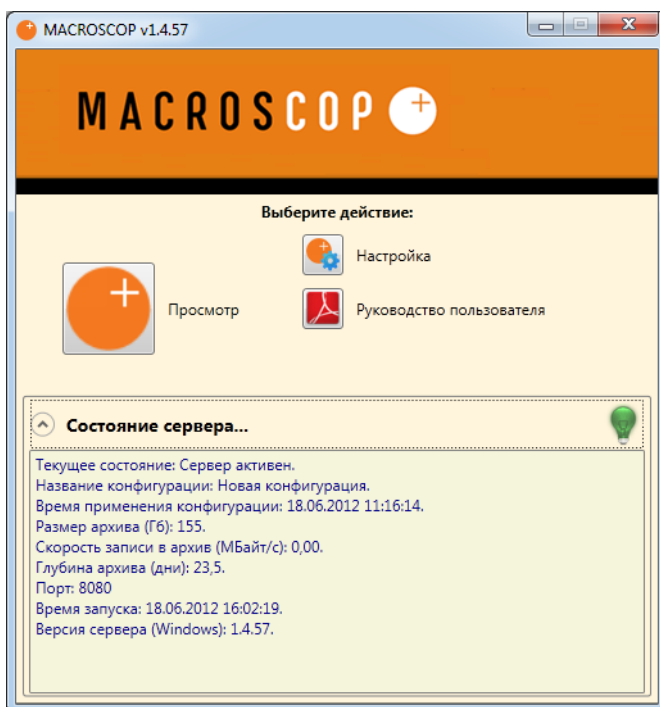 MACROSCOP v1.4.57
MACROSCOP
Выберите действие:
Настройка
Просмотр
Руководство пользователя
Состояние сервера...
Текущее состояние: Сервер активен.
Название конфигурации: Новая конфигурация.
Время применения конфигурации: 18.06.2012 11:16:14.
Размер архива (Гб): 155.
Скорость записи в архив (МБайт/с): 0,00.
Глубина архива (дни): 23,5.
Порт: 8080
Время запуска: 18.06.2012 16:02:19.
Версия сервера (Windows): 1.4.57.